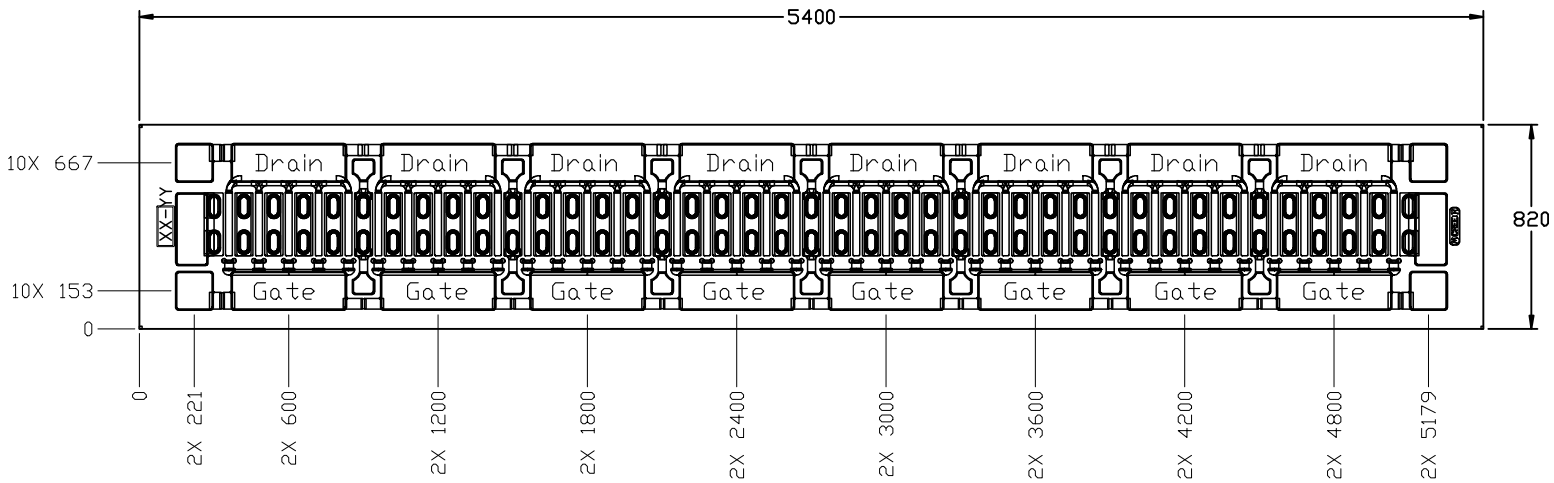 5400
10X 667
Drain Drain Drain Drain Drain Drain Drain Drain
XX-YY
820
10X 153
Gate Gate Gate Gate Gate Gate Gate Gate
0
0
2X 221
2X 600
2X 1200
2X 1800
2X 2400
2X 3000
2X 3600
2X 4200
2X 4800
2X 5179